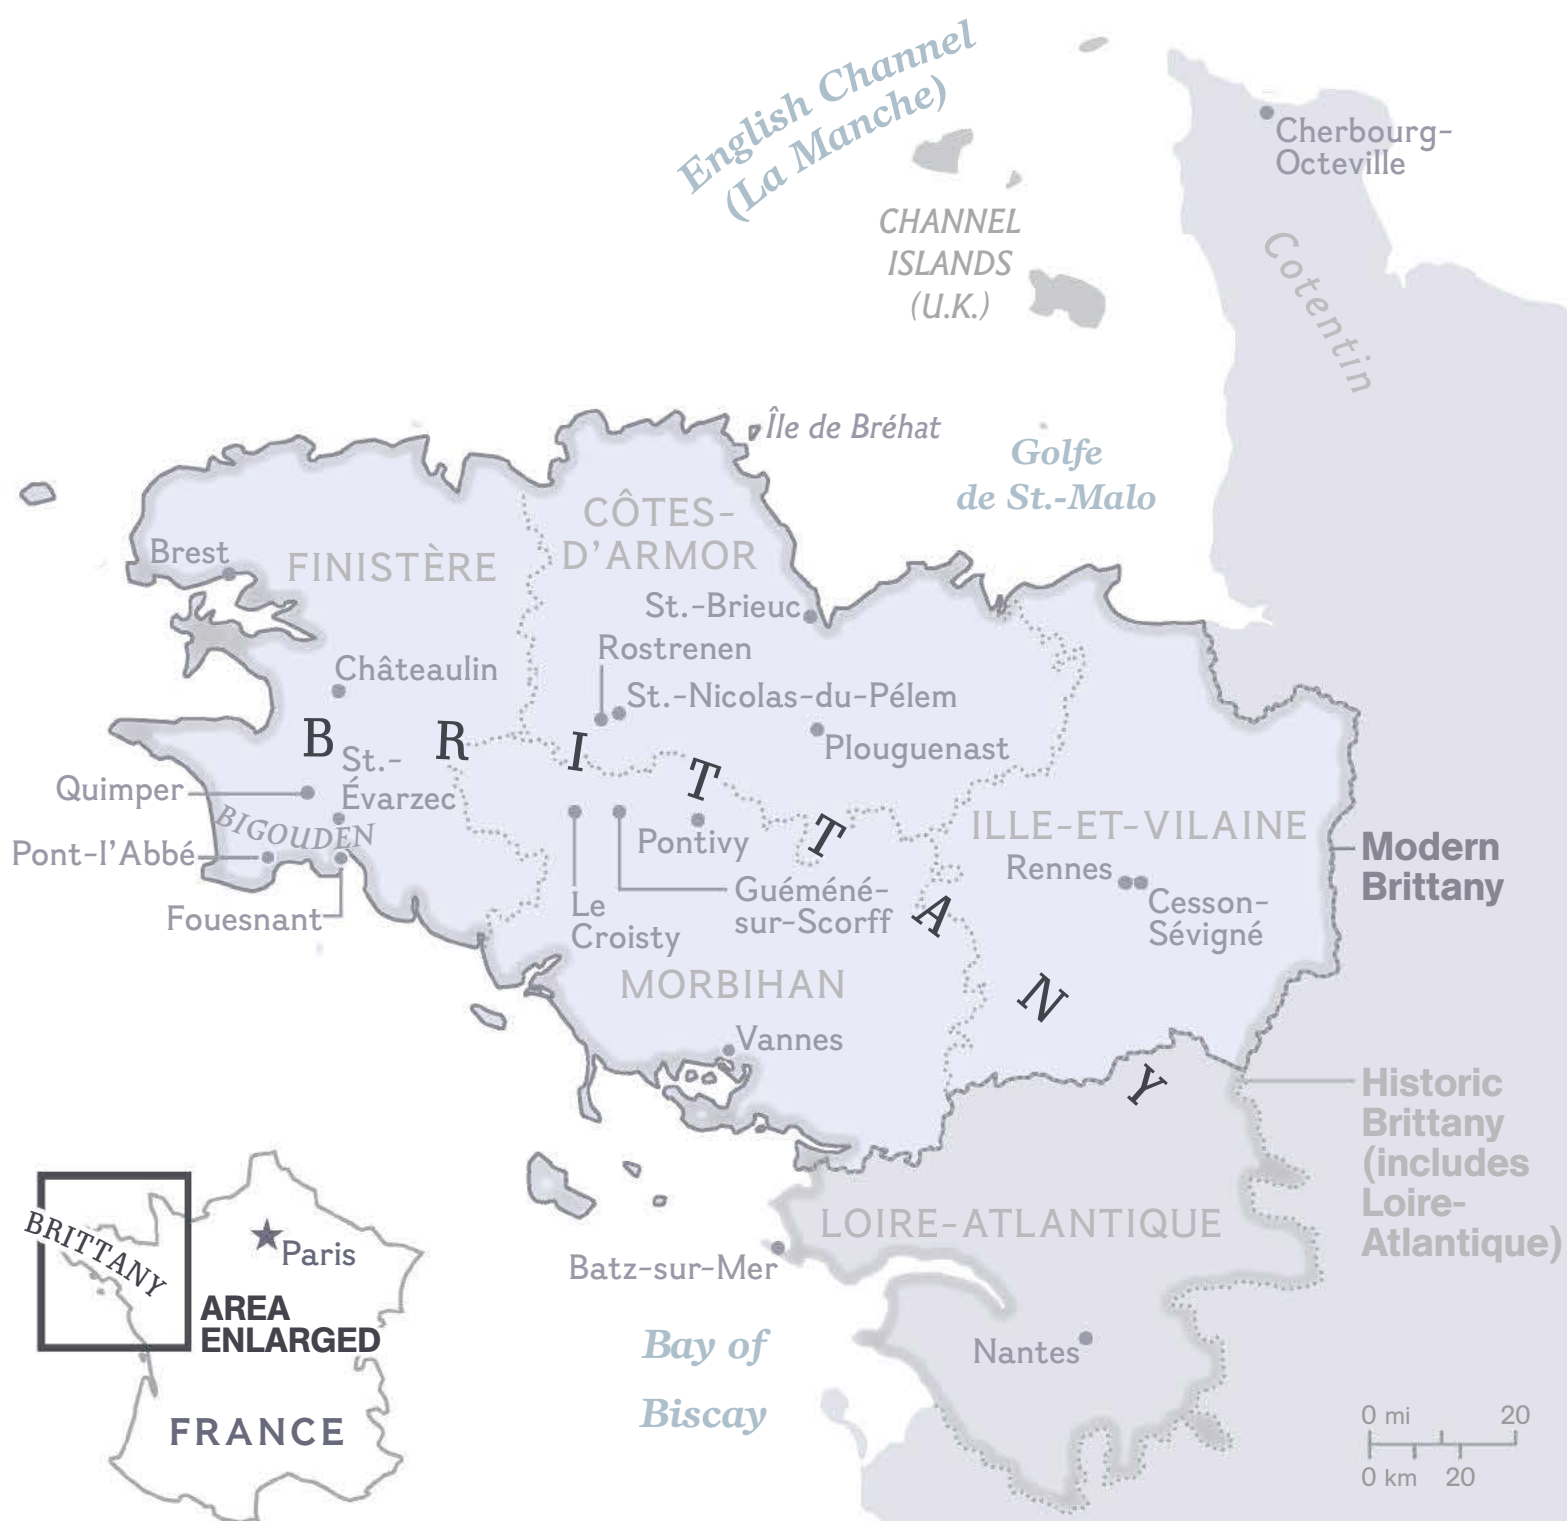 English Channel
(La Manche)
Cherbourg-
Octeville
CHANNEL
ISLANDS
(U.K.)
Cotentin
Île de Bréhat
Golfe
de St.-Malo
CÔTES-
D'ARMOR
Brest
FINISTÈRE
St.-Brieuc
Rostrenen
Châteaulin
St.-Nicolas-du-Pélem
BRITTANY
Plouguenast
St.-
Évarzec
Quimper
BIGOUDEN
ILLE-ET-VILAINE
Pontivy
Pont-l'Abbé
Modern
Brittany
Rennes
Guéméné-
sur-Scorff
Cesson-
Sévigné
Le
Croisty
Fouesnant
MORBIHAN
Vannes
Historic
Brittany
(includes
Loire-
Atlantique)
LOIRE-ATLANTIQUE
BRITTANY
Paris
Batz-sur-Mer
AREA
ENLARGED
Bay of
Biscay
Nantes
FRANCE
0 mi 20
0 km 20